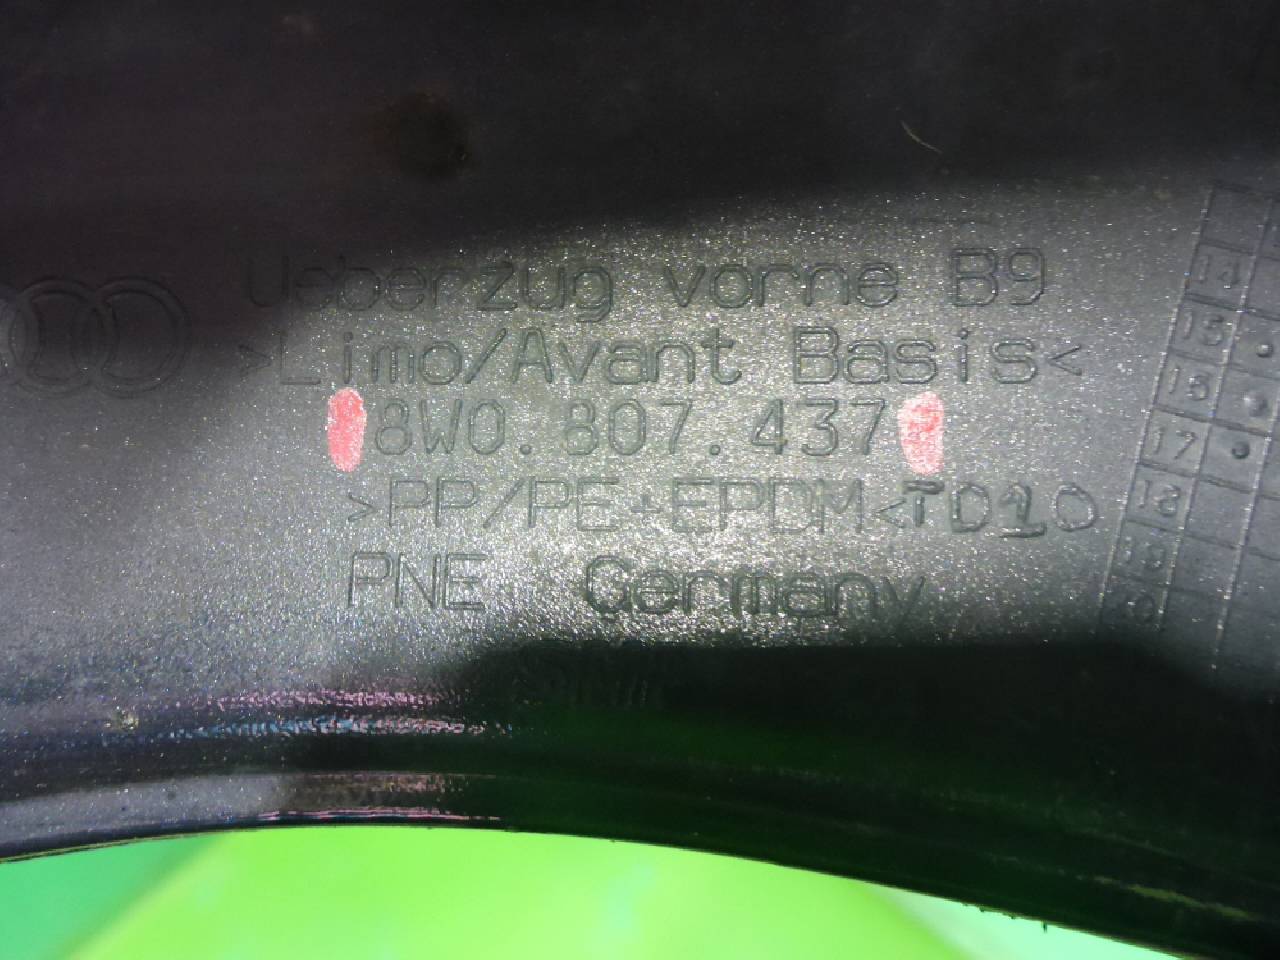 Ueberzug vorne B9
>Limo/Avant Basis<
8W0.807.437
>PP/PE+EPDM<TD10
PNE Germany
14
15
16
17
18
19
20